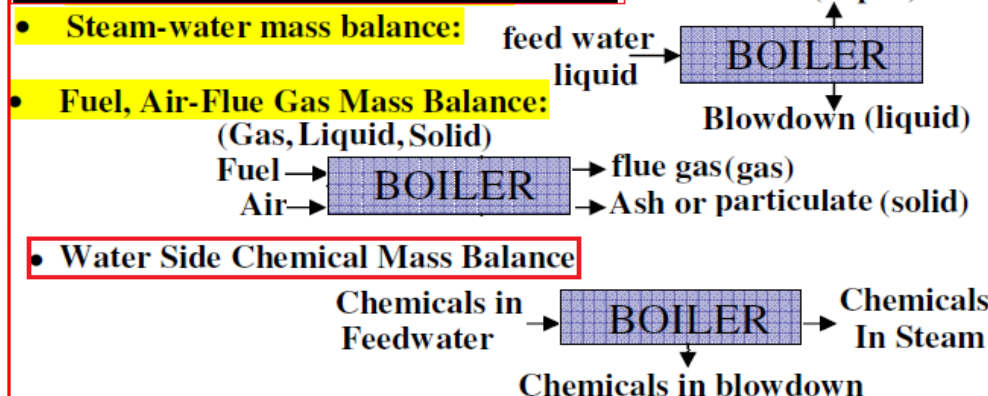 • Steam-water mass balance:
feed water
liquid
BOILER
Blowdown (liquid)
• Fuel, Air-Flue Gas Mass Balance:
(Gas, Liquid, Solid)
Fuel
Air
BOILER
flue gas (gas)
Ash or particulate (solid)
• Water Side Chemical Mass Balance
Chemicals in
Feedwater
BOILER
Chemicals
In Steam
Chemicals in blowdown